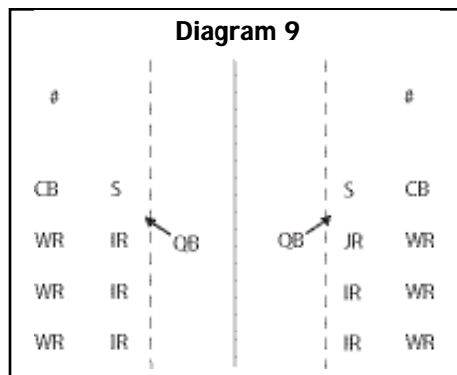 Diagram 9
# #
CB S S CB
WR IR QB QB JR WR
WR IR IR WR
WR IR IR WR